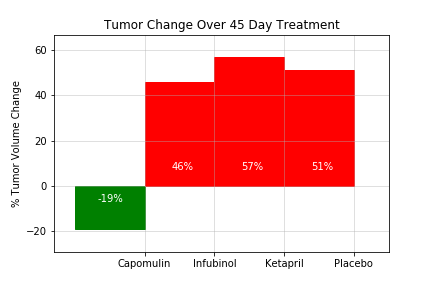 Tumor Change Over 45 Day Treatment
% Tumor Volume Change
60
40
20
0
−20
-19%
46%
57%
51%
Capomulin
Infubinol
Ketapril
Placebo